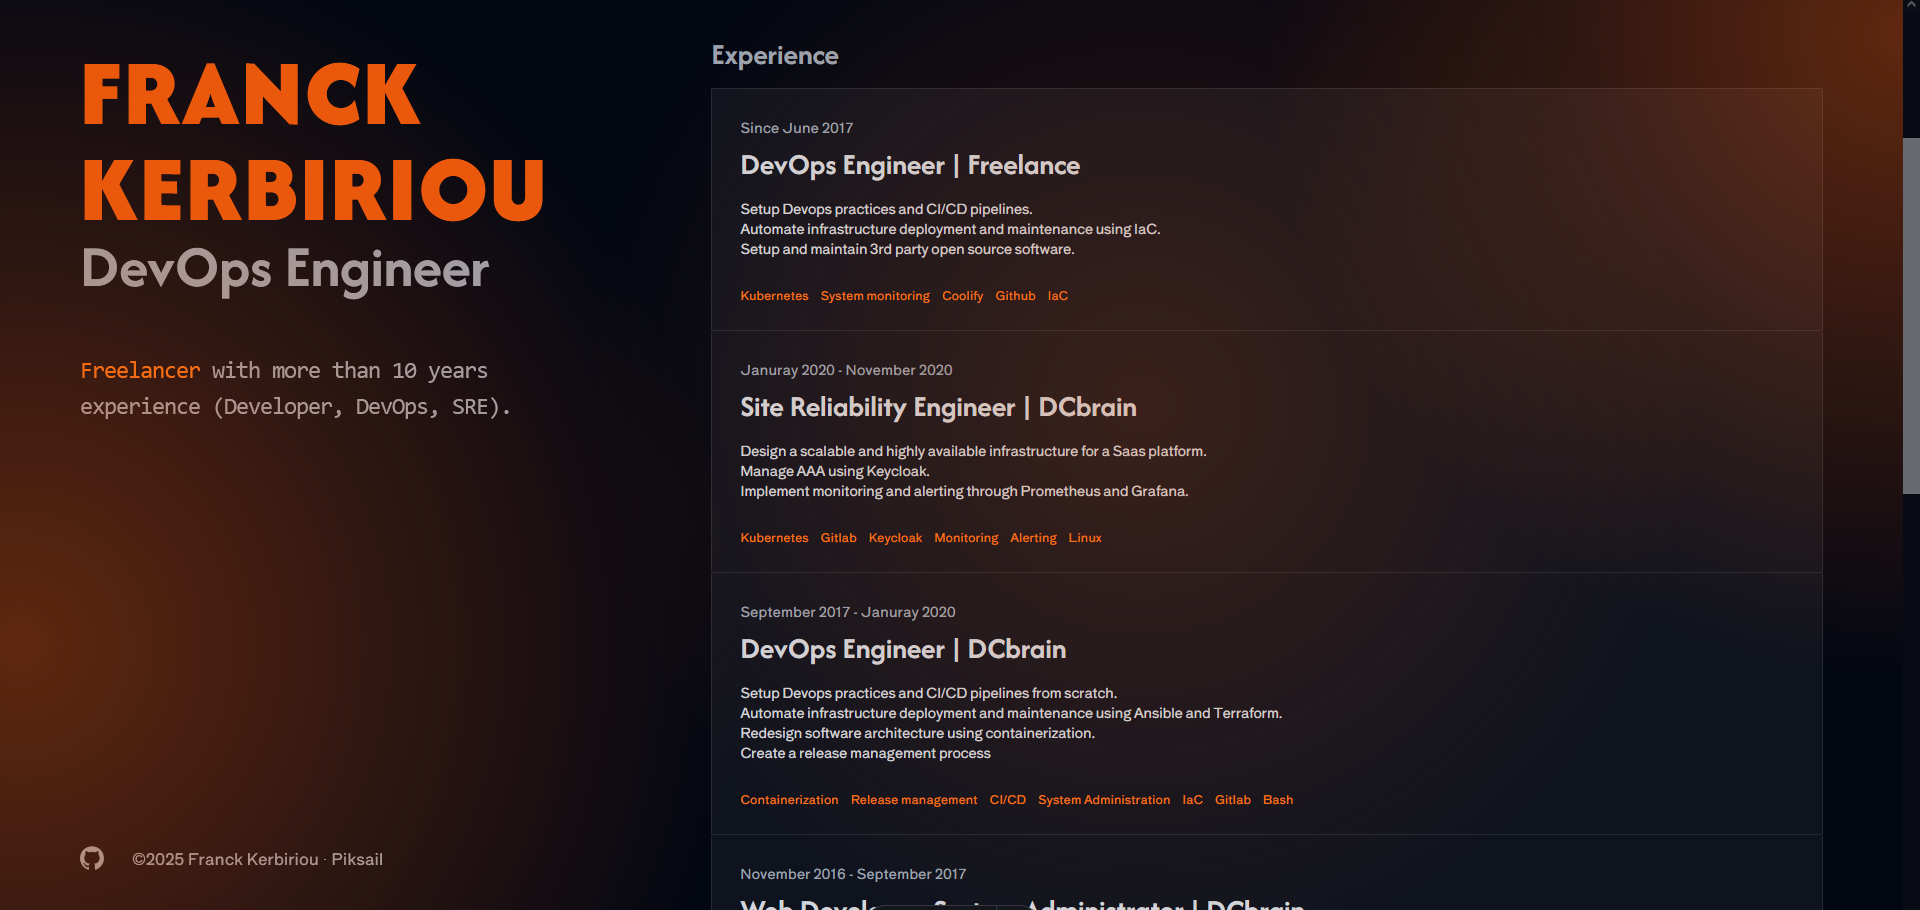 FRANCK
KERBIRIOU
DevOps Engineer
Freelancer with more than 10 years
experience (Developer, DevOps, SRE).
©2025 Franck Kerbiriou · Piksail
Experience
Since June 2017
DevOps Engineer | Freelance
Setup Devops practices and CI/CD pipelines.
Automate infrastructure deployment and maintenance using IaC.
Setup and maintain 3rd party open source software.
Kubernetes System monitoring Coolify Github IaC
Januray 2020 - November 2020
Site Reliability Engineer | DCbrain
Design a scalable and highly available infrastructure for a Saas platform.
Manage AAA using Keycloak.
Implement monitoring and alerting through Prometheus and Grafana.
Kubernetes Gitlab Keycloak Monitoring Alerting Linux
September 2017 - Januray 2020
DevOps Engineer | DCbrain
Setup Devops practices and CI/CD pipelines from scratch.
Automate infrastructure deployment and maintenance using Ansible and Terraform.
Redesign software architecture using containerization.
Create a release management process
Containerization Release management CI/CD System Administration IaC Gitlab Bash
November 2016 - September 2017
Web Administrator | DCbrain